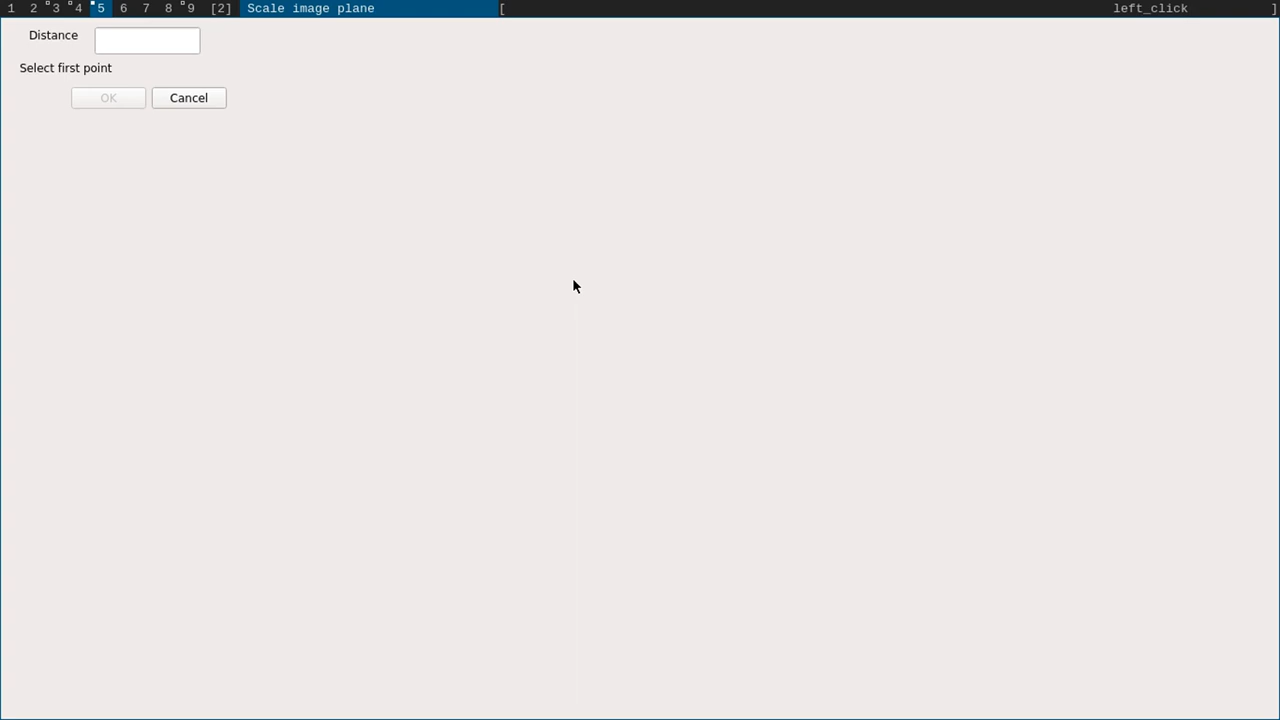 1 2 3 4 5 6 7 8 9 [2] Scale image plane [ left_click ]
Distance
Select first point
OK Cancel